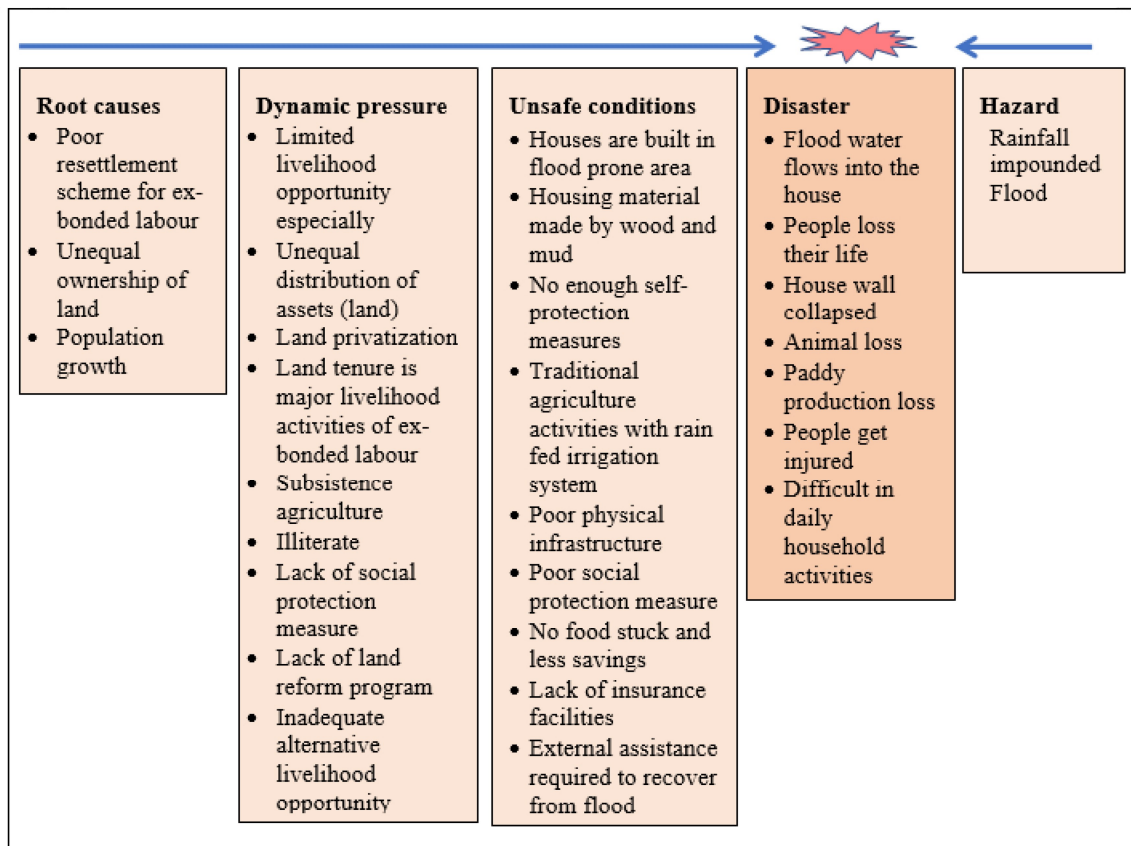 Root causes
• Poor
resettlement
scheme for ex-
bonded labour
• Unequal
ownership of
land
• Population
growth
Dynamic pressure
• Limited
livelihood
opportunity
especially
• Unequal
distribution of
assets (land)
• Land privatization
• Land tenure is
major livelihood
activities of ex-
bonded labour
• Subsistence
agriculture
• Illiterate
• Lack of social
protection
measure
• Lack of land
reform program
• Inadequate
alternative
livelihood
opportunity
Unsafe conditions
• Houses are built in
flood prone area
• Housing material
made by wood and
mud
• No enough self-
protection
measures
• Traditional
agriculture
activities with rain
fed irrigation
system
• Poor physical
infrastructure
• Poor social
protection measure
• No food stuck and
less savings
• Lack of insurance
facilities
• External assistance
required to recover
from flood
Disaster
• Flood water
flows into the
house
• People loss
their life
• House wall
collapsed
• Animal loss
• Paddy
production loss
• People get
injured
• Difficult in
daily
household
activities
Hazard
Rainfall
impounded
Flood